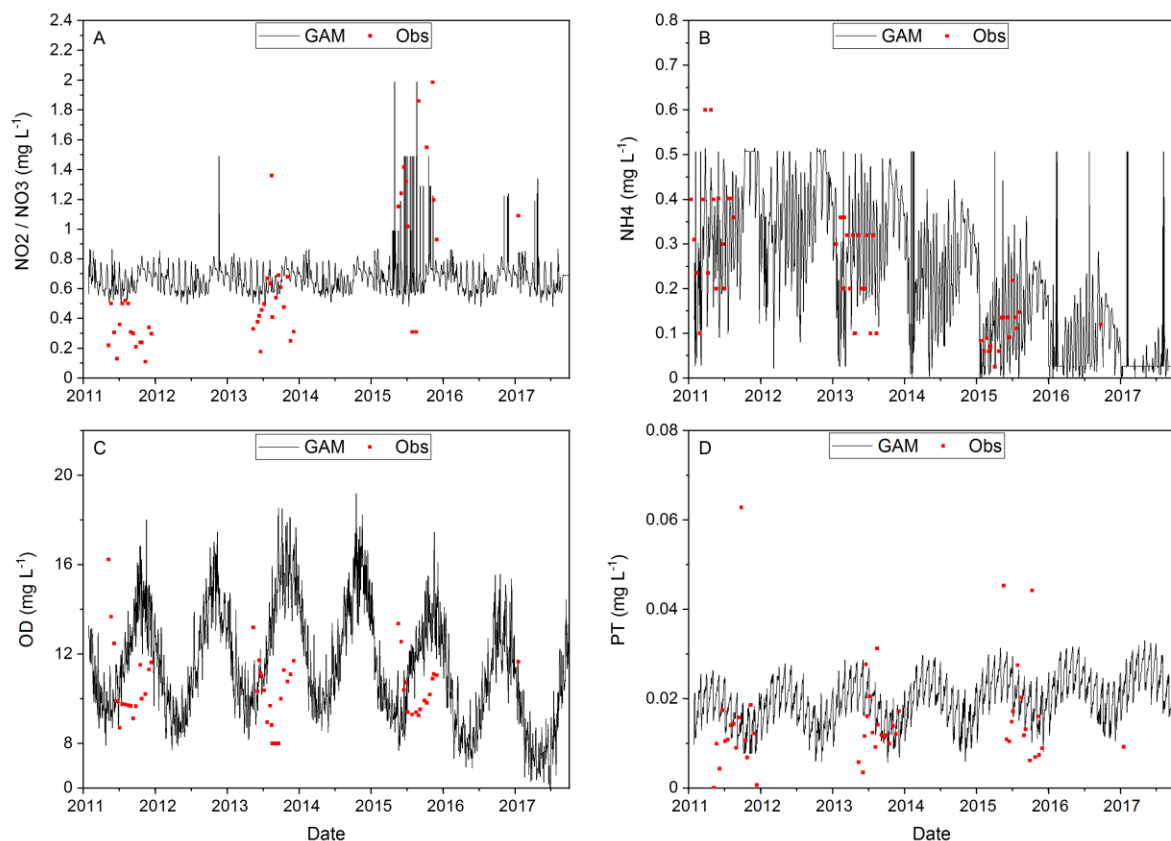 A
GAM Obs
NO2 / NO3 (mg L-1)
2.4
2.2
2
1.8
1.6
1.4
1.2
1
0.8
0.6
0.4
0.2
0
2011 2012 2013 2014 2015 2016 2017
B
GAM Obs
NH4 (mg L-1)
0.8
0.7
0.6
0.5
0.4
0.3
0.2
0.1
0
2011 2012 2013 2014 2015 2016 2017
C
GAM Obs
OD (mg L-1)
20
16
12
8
0
2011 2012 2013 2014 2015 2016 2017
Date
D
GAM Obs
PT (mg L-1)
0.08
0.06
0.04
0.02
0
2011 2012 2013 2014 2015 2016 2017
Date